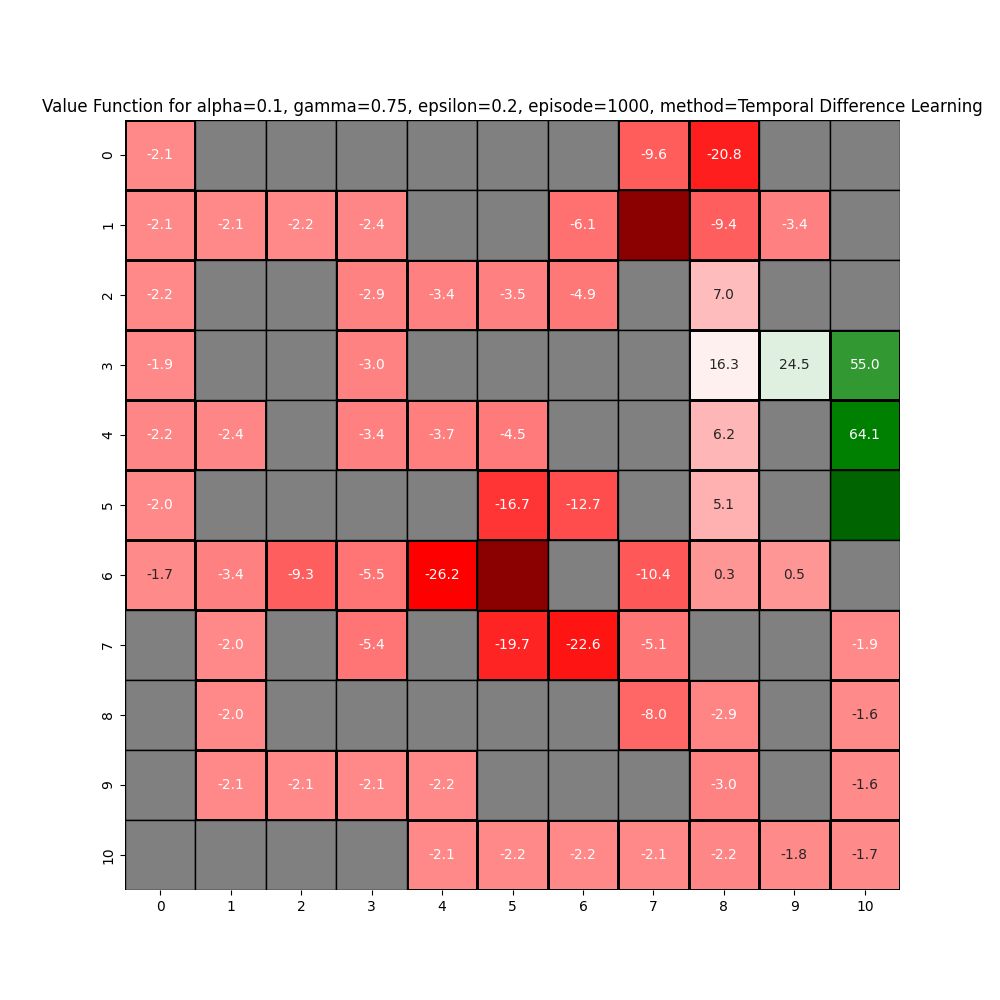 Value Function for alpha=0.1, gamma=0.75, epsilon=0.2, episode=1000, method=Temporal Difference Learning
0 -2.1 -9.6 -20.8
1 -2.1 -2.1 -2.2 -2.4 -6.1 -9.4 -3.4
2 -2.2 -2.9 -3.4 -3.5 -4.9 7.0
3 -1.9 -3.0 16.3 24.5 55.0
4 -2.2 -2.4 -3.4 -3.7 -4.5 6.2 64.1
5 -2.0 -16.7 -12.7 5.1
6 -1.7 -3.4 -9.3 -5.5 -26.2 -10.4 0.3 0.5
7 -2.0 -5.4 -19.7 -22.6 -5.1 -1.9
8 -2.0 -8.0 -2.9 -1.6
9 -2.1 -2.1 -2.1 -2.2 -3.0 -1.6
10 -2.1 -2.2 -2.2 -2.1 -2.2 -1.8 -1.7
0 1 2 3 4 5 6 7 8 9 10